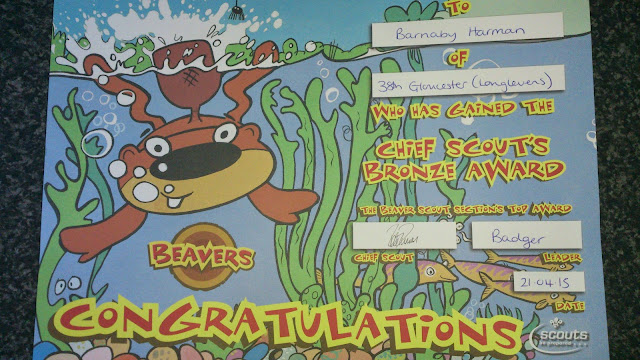 TO
Barnaby Harman
OF
38th Gloucester (Longlevens)
WHO HAS GAINED THE
CHIEF SCOUT'S
BRONZE AWARD
THE BEAVER SCOUT SECTION'S TOP AWARD
Badger
CHIEF SCOUT
LEADER
21.04.15
DATE
BEAVERS
CONGRATULATIONS
scouts